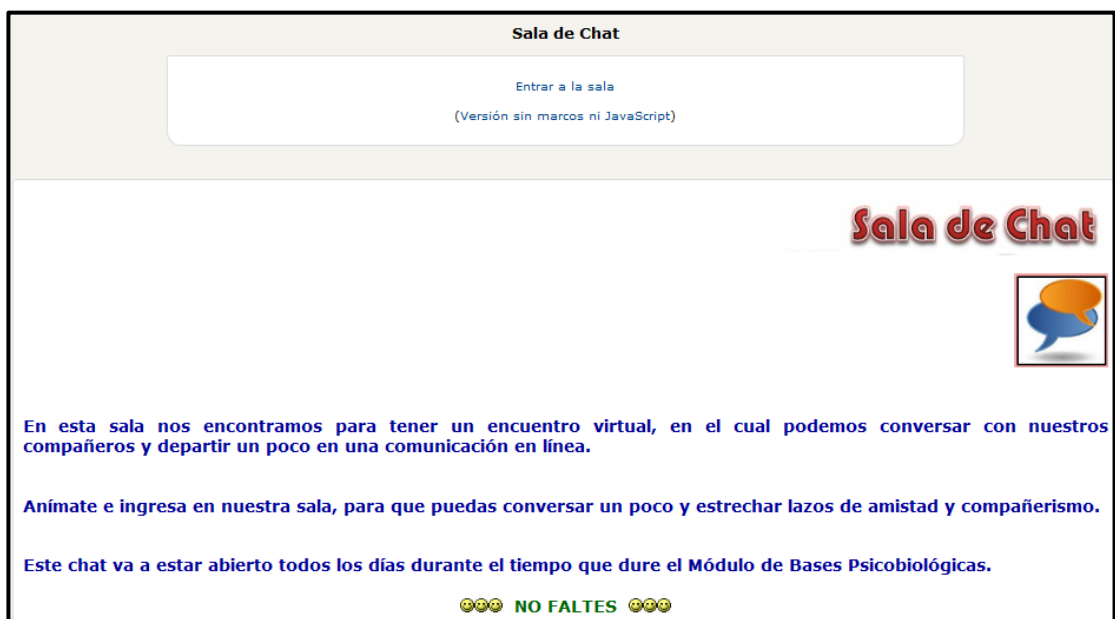 Sala de Chat
Entrar a la sala
(Versión sin marcos ni JavaScript)
Sala de Chat
En esta sala nos encontramos para tener un encuentro virtual, en el cual podemos conversar con nuestros
compañeros y departir un poco en una comunicación en línea.
Anímate e ingresa en nuestra sala, para que puedas conversar un poco y estrechar lazos de amistad y compañerismo.
Este chat va a estar abierto todos los días durante el tiempo que dure el Módulo de Bases Psicobiológicas.
NO FALTES